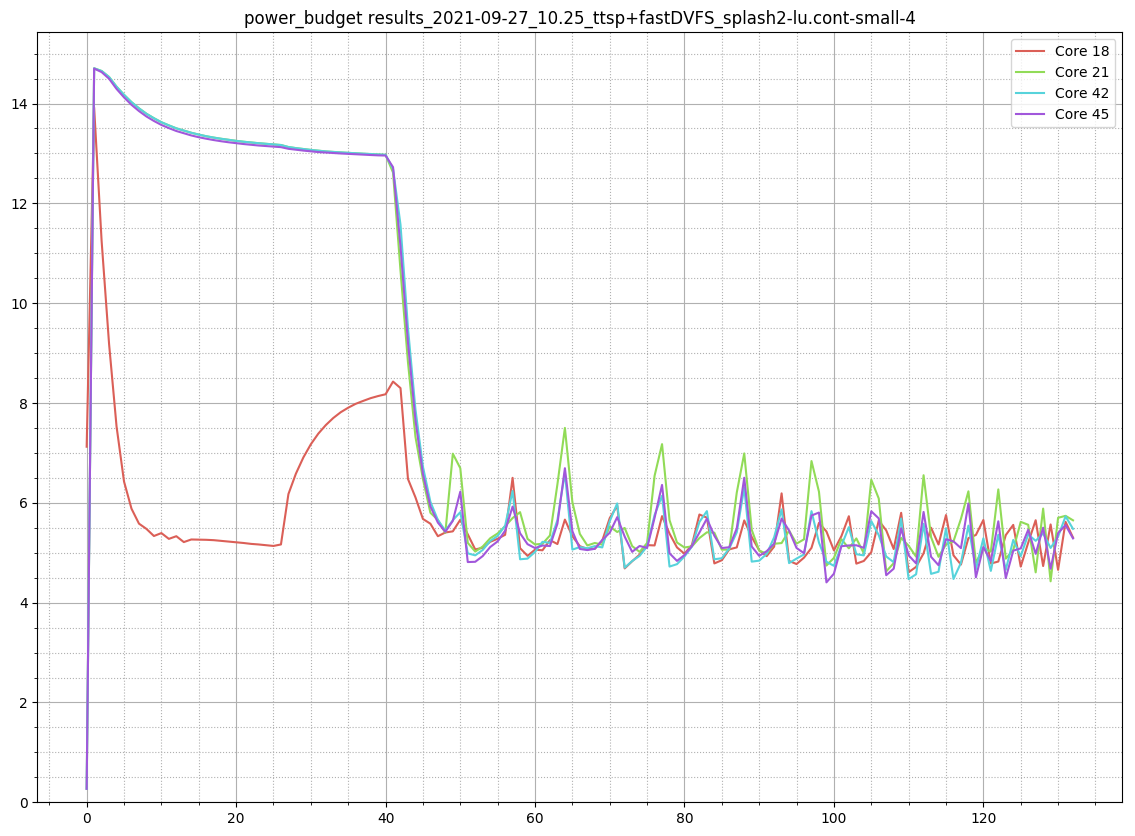 power_budget results_2021-09-27_10.25_ttsp+fastDVFS_splash2-lu.cont-small-4
Core 18
Core 21
Core 42
Core 45
14
12
10
8
6
4
2
0
0 20 40 60 80 100 120